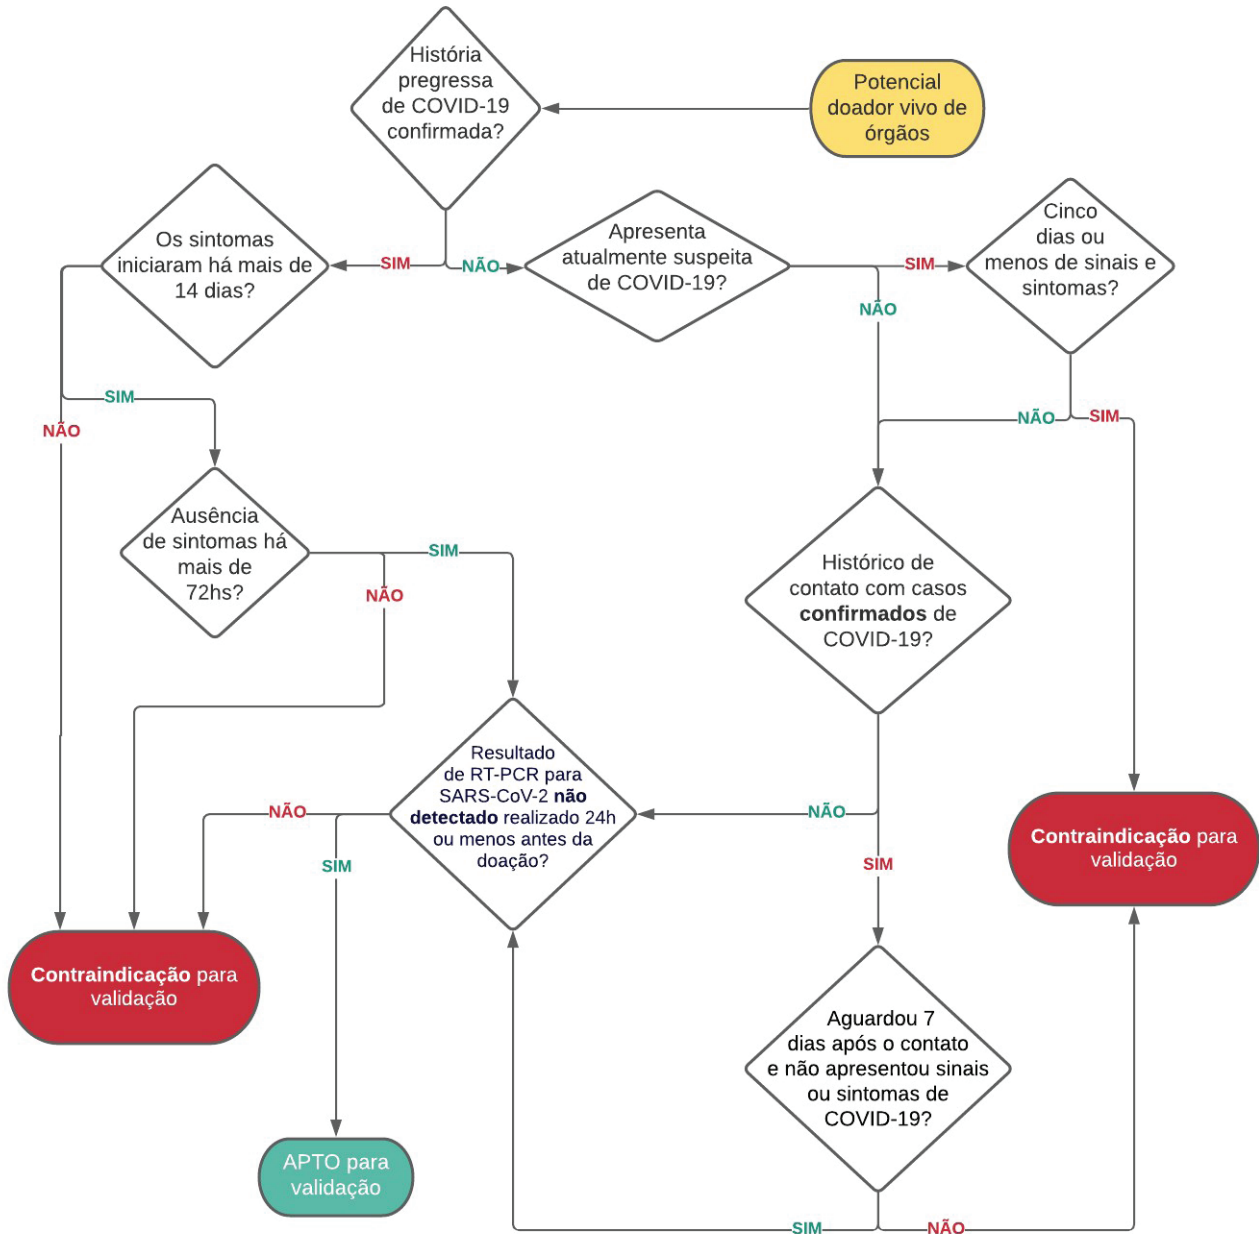 História
pregressa
de COVID-19
confirmada?
Potencial
doador vivo de
órgãos
Os sintomas
iniciaram há mais de
14 dias?
SIM
NÃO
Apresenta
atualmente suspeita
de COVID-19?
SIM
NÃO
Cinco
dias ou
menos de sinais e
sintomas?
SIM
NÃO
NÃO
SIM
Ausência
de sintomas há
mais de
72hs?
SIM
NÃO
Histórico de
contato com casos
confirmados de
COVID-19?
Resultado
de RT-PCR para
SARS-CoV-2 não
detectado realizado 24h
ou menos antes da
doação?
NÃO
SIM
NÃO
SIM
Contraindicação para
validação
Contraindicação para
validação
Aguardou 7
dias após o contato
e não apresentou sinais
ou sintomas de
COVID-19?
APTO para
validação
SIM
NÃO